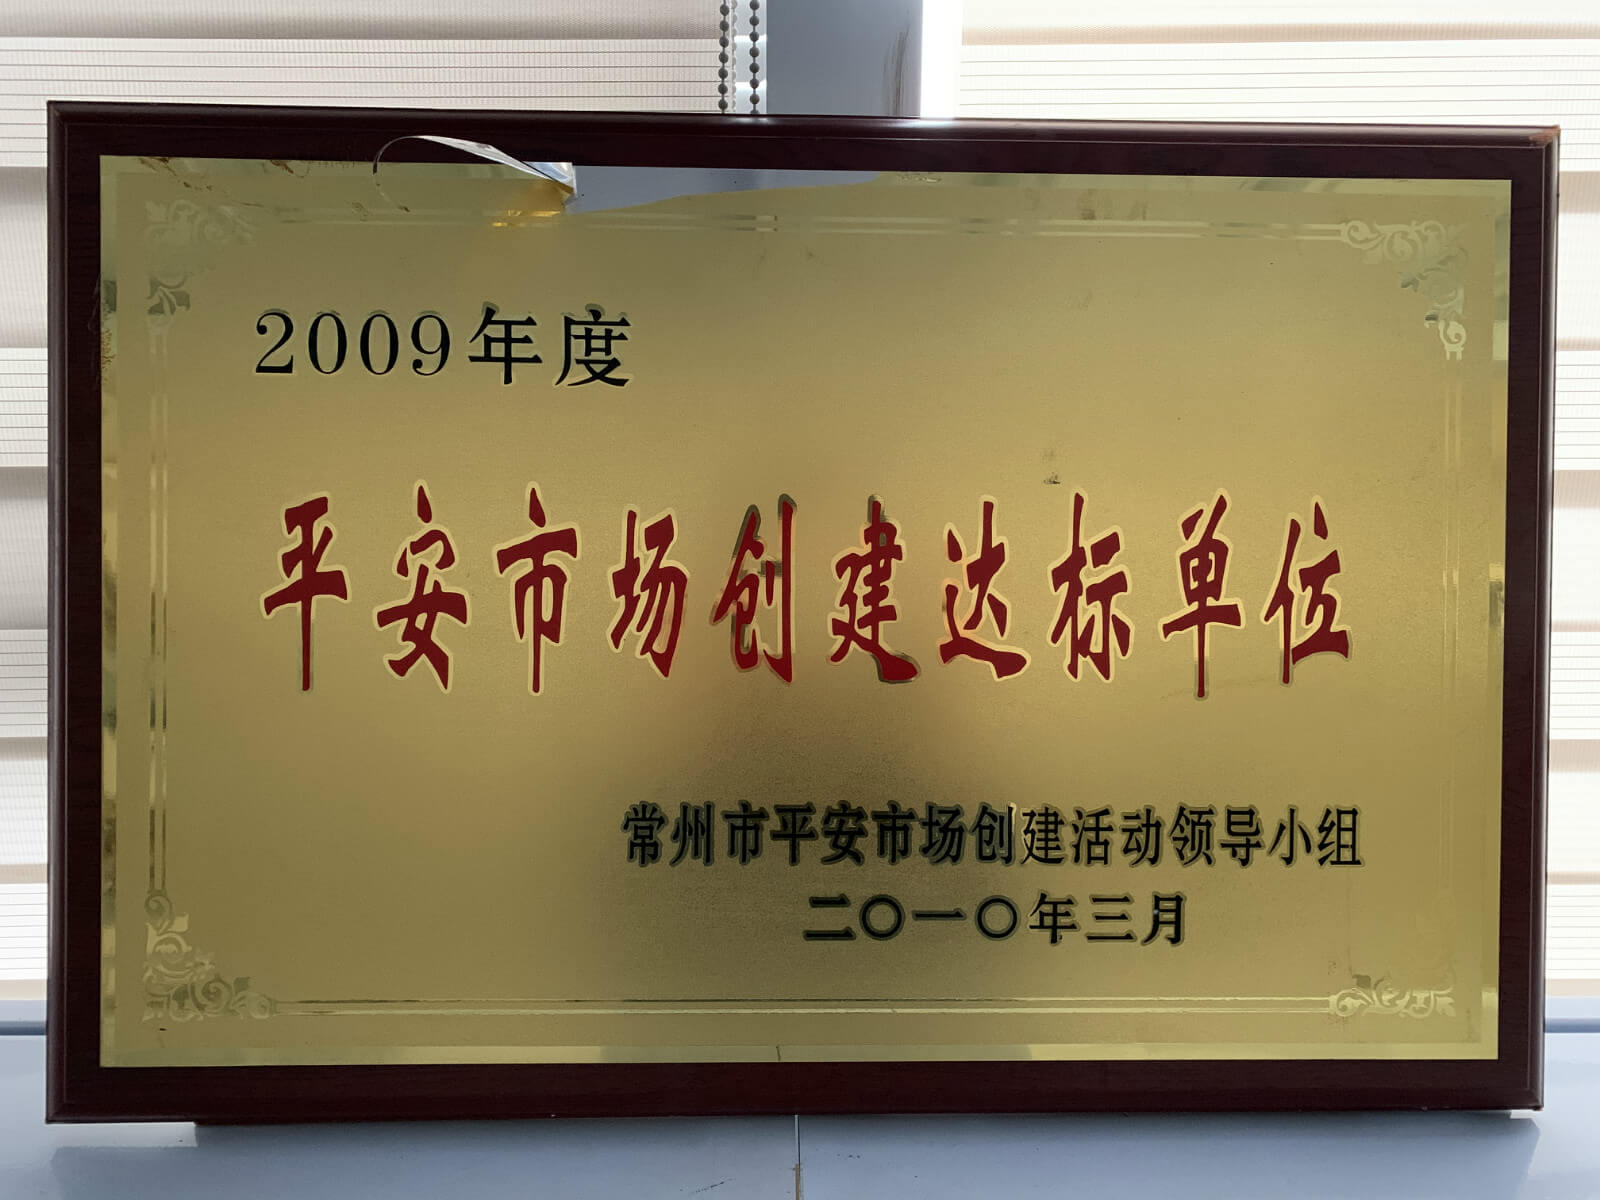 2009年度
平安市场创建达标单位
常州市平安市场创建活动领导小组
二〇一〇年三月